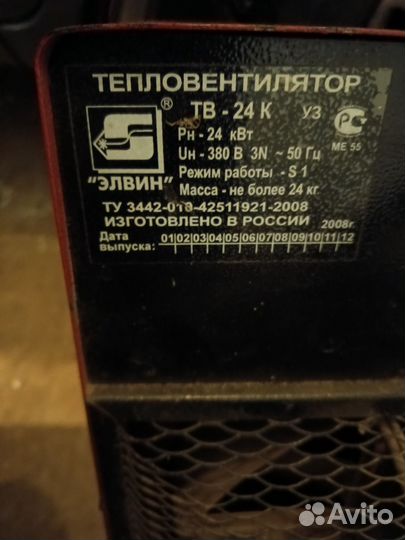 ТЕПЛОВЕНТИЛЯТОР
ТВ - 24 К УЗ
Рн - 24 кВт
Uн - 380 В 3N ~ 50 Гц
Режим работы - S 1
Масса - не более 24 кг
®
"ЭЛВИН"
РС
МЕ 55
ТУ 3442-010-42511921-2008
ИЗГОТОВЛЕНО В РОССИИ 2008г.
Дата выпуска: 01 02 03 04 05 06 07 08 09 10 11 12
Avito